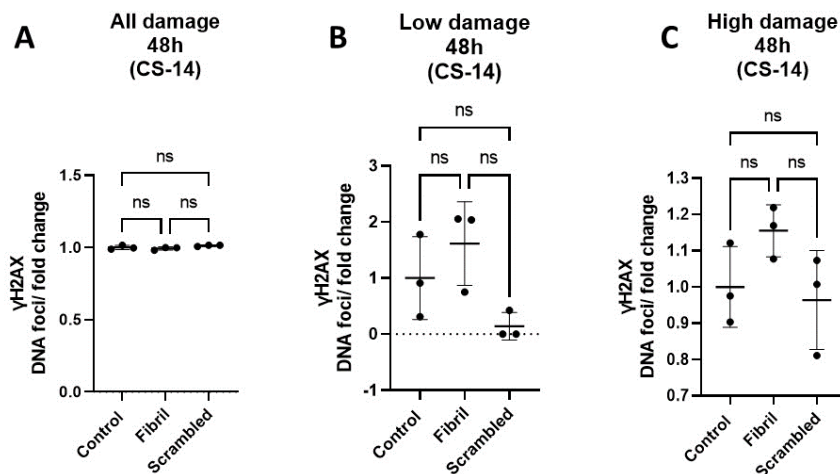 A
All damage
48h
(CS-14)
ns
ns
ns
1.5
1.0
0.5
0.0
γH2AX
DNA foci/ fold change
Control
Fibril
Scrambled
B
Low damage
48h
(CS-14)
ns
ns
ns
3
2
1
0
-1
γH2AX
DNA foci/ fold change
Control
Fibril
Scrambled
C
High damage
48h
(CS-14)
ns
ns
ns
1.3
1.2
1.1
1.0
0.9
0.8
0.7
γH2AX
DNA foci/ fold change
Control
Fibril
Scrambled